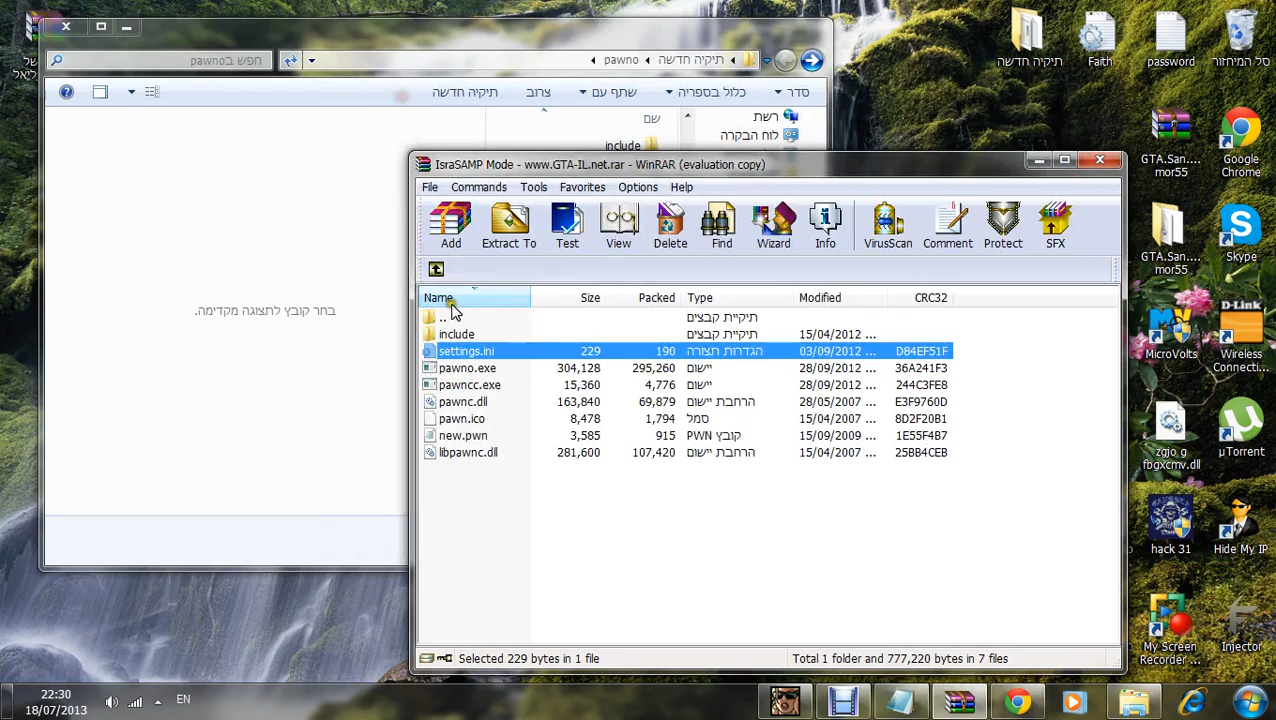 חפש בpawno
תיקיה חדשה
pawno
סדר
כלול בספריה
שתף עם
צרוב
תיקיה חדשה
רשת
לוח הבקרה
שם
include
בחר קובץ לתצוגה מקדימה.
IsraSAMP Mode - www.GTA-IL.net.rar - WinRAR (evaluation copy)
File Commands Tools Favorites Options Help
Add Extract To Test View Delete Find Wizard Info VirusScan Comment Protect SFX
Name Size Packed Type Modified CRC32
.. תיקיית קבצים
include תיקיית קבצים 15/04/2012 ...
settings.ini 229 190 הגדרות תצורה 03/09/2012 ... D84EF51F
pawno.exe 304,128 295,260 יישום 28/09/2012 ... 36A241F3
pawncc.exe 15,360 4,776 יישום 28/09/2012 ... 244C3FE8
pawnc.dll 163,840 69,879 הרחבת יישום 28/05/2007 ... E3F9760D
pawn.ico 8,478 1,794 סמל 15/04/2007 ... 8D2F20B1
new.pwn 3,585 915 קובץ PWN 15/09/2009 ... 1E55F4B7
libpawnc.dll 281,600 107,420 הרחבת יישום 15/04/2007 ... 25BB4CEB
Selected 229 bytes in 1 file
Total 1 folder and 777,220 bytes in 7 files
תיקיה חדשה
Faith
password
סל המיחזור
GTA.San....
mor55
Google
Chrome
GTA.San....
mor55
Skype
MicroVolts
D-Link
Wireless
Connecti...
zgjo g
fbgxcmv.dll
µTorrent
hack 31
Hide My IP
My Screen
Recorder ...
Injector
22:30
18/07/2013
EN